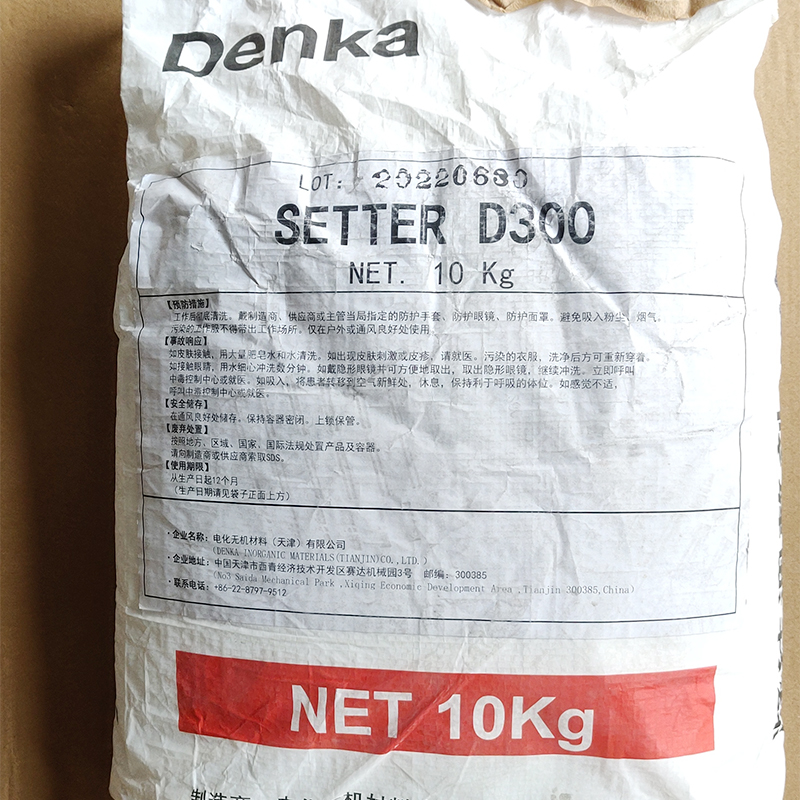 Denka
LOT: 20220630
SETTER D300
NET. 10 Kg
【预防措施】
工作后彻底清洗。戴制造商、供应商或主管当局指定的防护手套、防护眼镜、防护面罩。避免吸入粉尘、烟气。
污染的工作服不得带出工作场所。仅在户外或通风良好处使用
【事故响应】
如皮肤接触，用大量肥皂水和水清洗。如出现皮肤刺激或皮疹，请就医。污染的衣服，洗净后方可重新穿着。
如接触眼睛，用水细心冲洗数分钟。如戴隐形眼镜并可方便地取出，取出隐形眼镜，继续冲洗。立即呼叫
中毒控制中心或就医。如吸入，将患者转移到空气新鲜处，休息，保持利于呼吸的体位。如感觉不适，
呼叫中毒控制中心或就医。
【安全储存】
在通风良好处储存。保持容器密闭。上锁保管。
【废弃处置】
按照地方、区域、国家、国际法规处置产品及容器。
请向制造商或供应商索取SDS。
【使用期限】
从生产日起12个月
（生产日期请见袋子正面上方）
·企业名称：电化无机材料（天津）有限公司
(DENKA INORGANIC MATERIALS(TIANJIN)CO.,LTD.)
·企业地址：中国天津市西青经济技术开发区赛达机械园3号 邮编：300385
(No3 Saida Mechanical Park ,Xiqing Economic Development Area ,Tianjin 300385,China)
·联系电话：+86-22-8797-9512
NET 10Kg